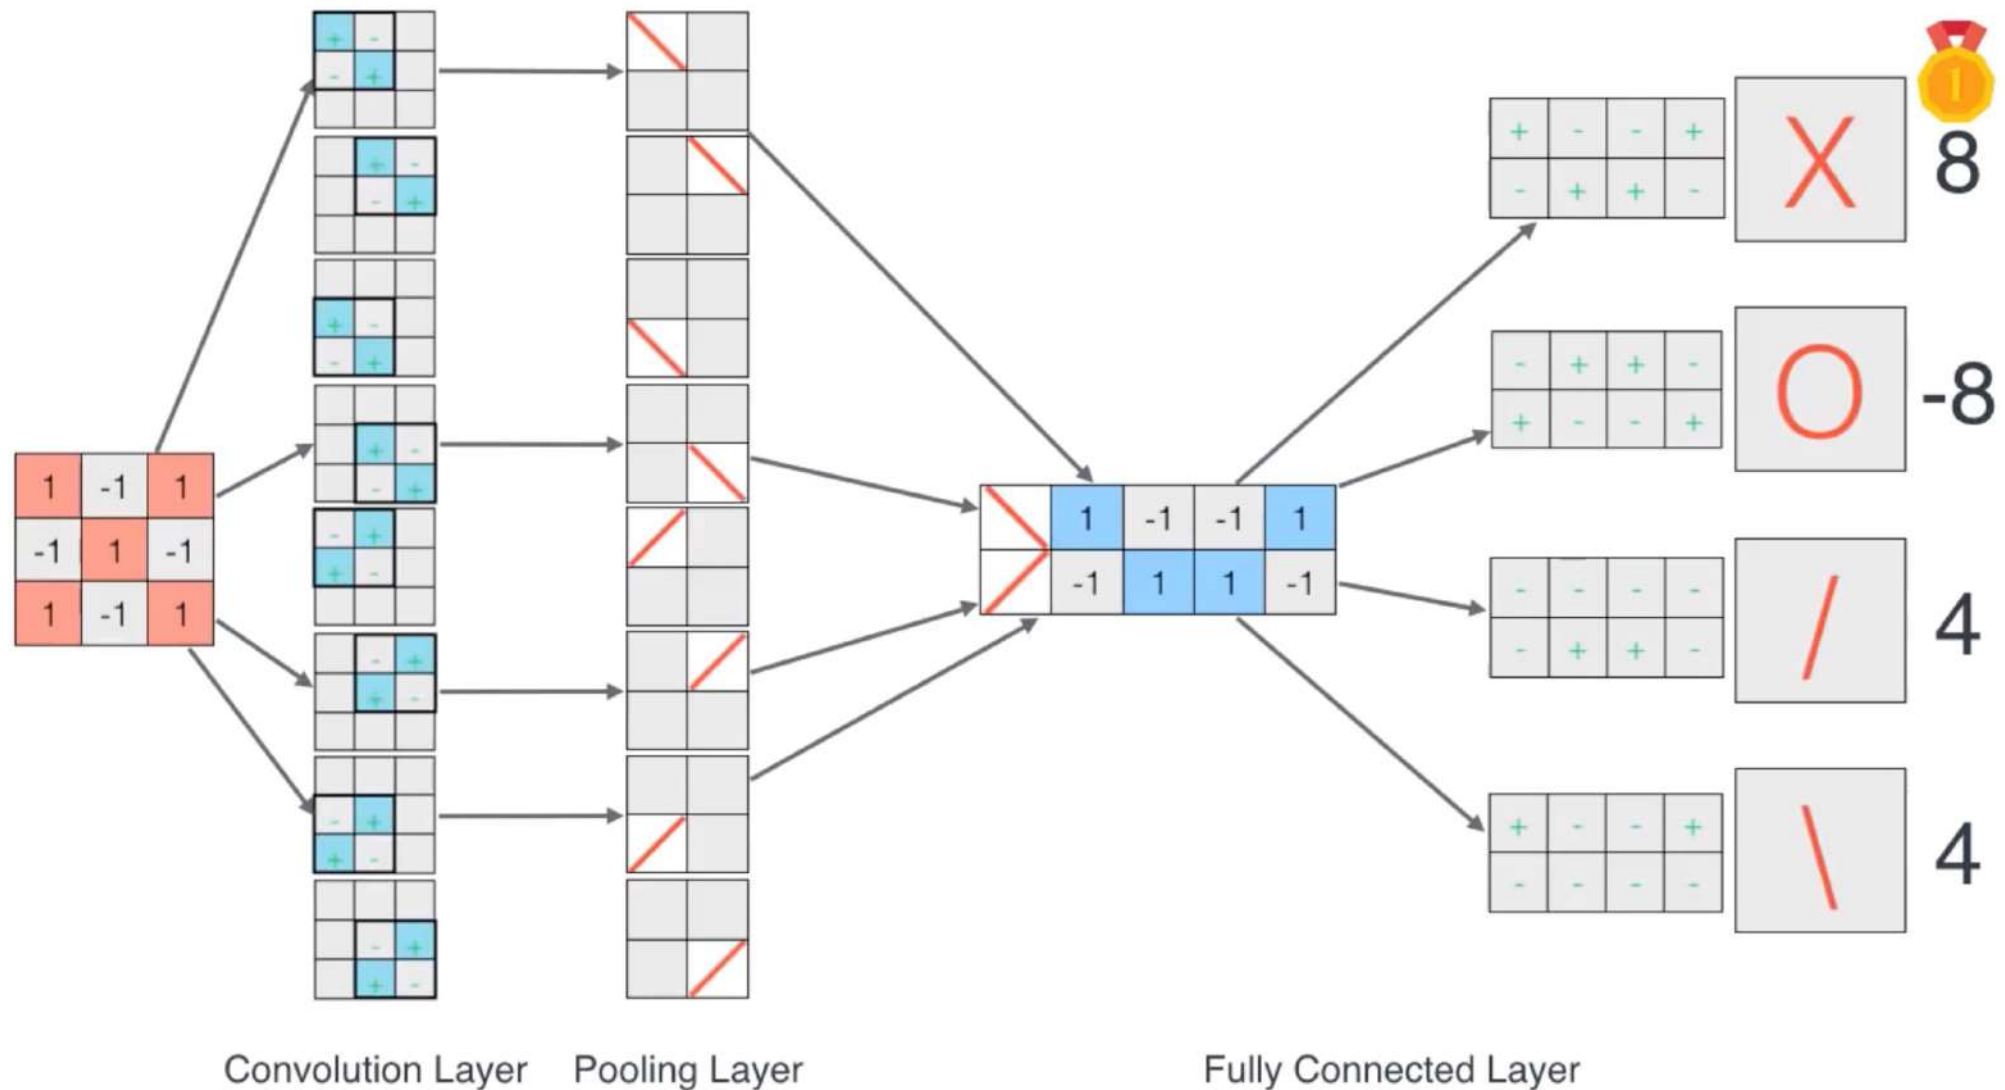 1 -1 1
-1 1 -1
1 -1 1
+ -
- +
+ -
- +
+ -
- +
+ -
- +
- +
+ -
- +
+ -
- +
+ -
- +
+ -
1 -1 -1 1
-1 1 1 -1
+ - - +
- + + -
X
1
8
- + + -
+ - - +
O
-8
- - - -
- + + -
/
4
+ - - +
- - - -
\
4
Convolution Layer
Pooling Layer
Fully Connected Layer